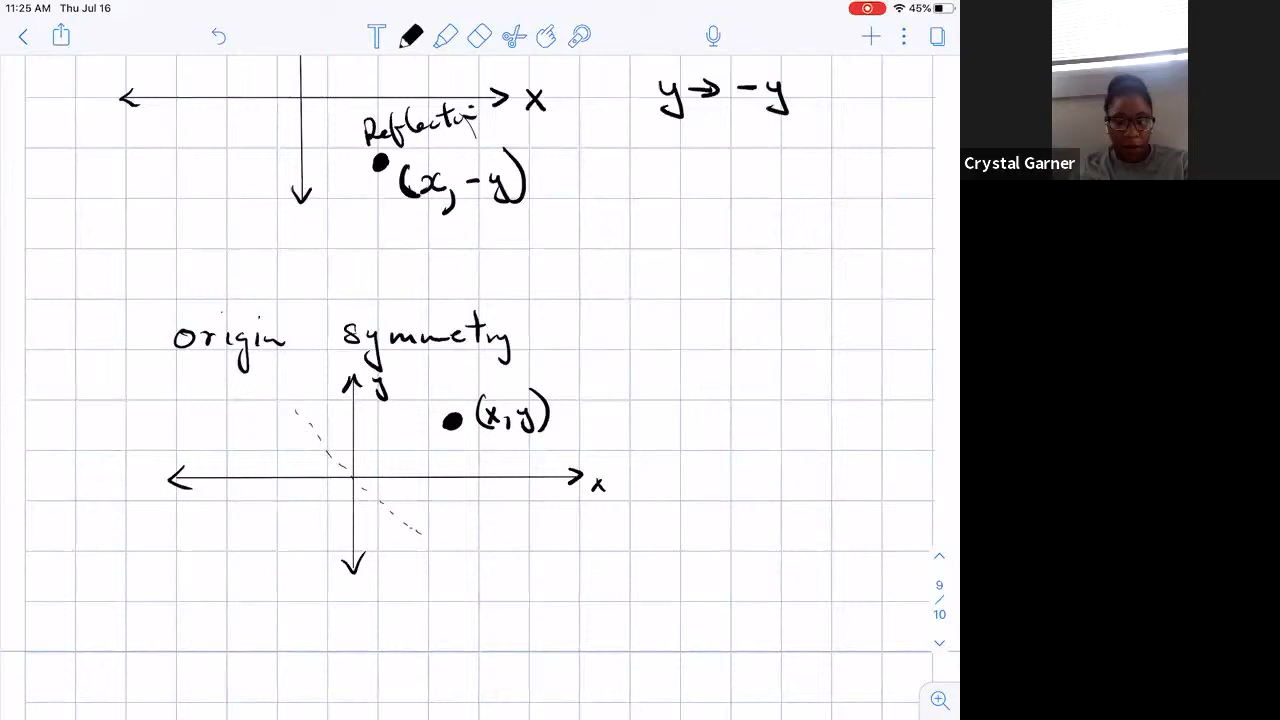 11:25 AM Thu Jul 16
45%
T
x
y → -y
Reflection
(x, -y)
Crystal Garner
origin symmetry
y
(x, y)
x
9
/
10